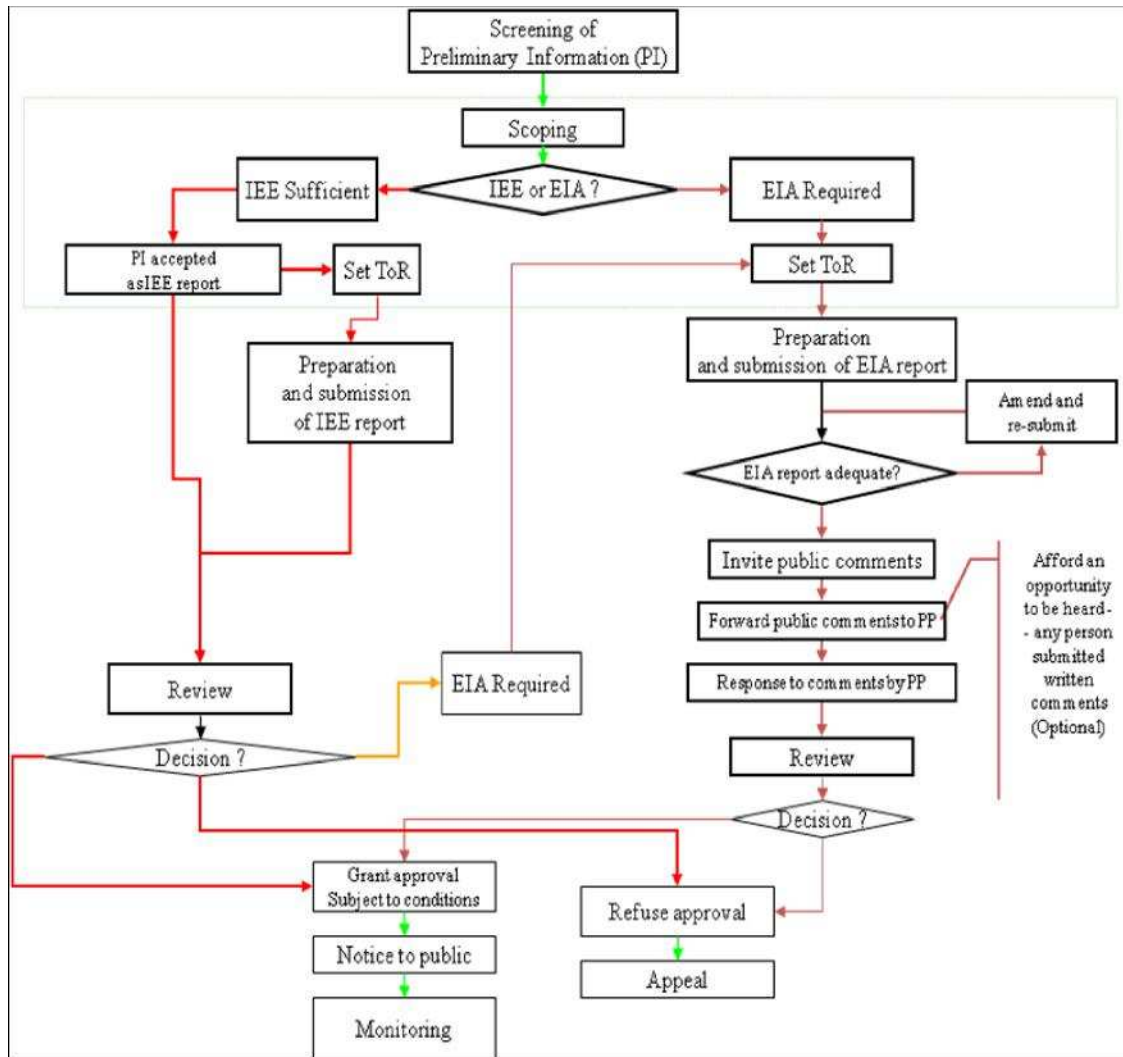 Screening of
Preliminary Information (PI)
Scoping
IEE Sufficient
IEE or EIA ?
EIA Required
PI accepted
as IEE report
Set ToR
Set ToR
Preparation
and submission
of IEE report
Preparation
and submission of EIA report
Amend and
re-submit
EIA report adequate?
Invite public comments
Forward public comments to PP
Response to comments by PP
Afford an
opportunity
to be heard-
- any person
submitted
written
comments
(Optional)
Review
EIA Required
Decision ?
Review
Decision ?
Grant approval
Subject to conditions
Refuse approval
Notice to public
Appeal
Monitoring